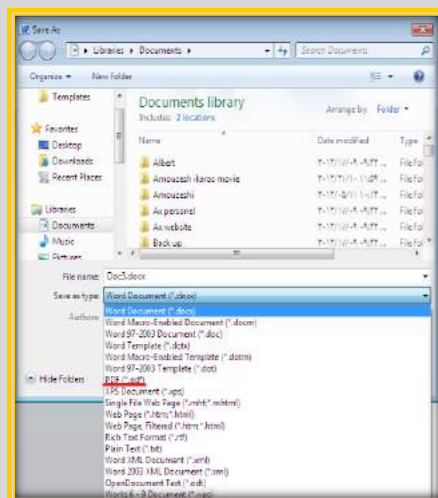 Save As
Libraries ▸ Documents ▸
Search Documents
Organize ▾ New folder
Templates
Favorites
Desktop
Downloads
Recent Places
Libraries
Documents
Music
Pictures
Documents library
Includes: 2 locations
Arrange by: Folder ▾
Name Date modified Type
Albert File fol
Amouzesh ikaros movie File fol
Amouzeshi File fol
Ax personel File fol
Ax website File fol
Back up File fol
File name: Doc3.docx
Save as type: Word Document (*.docx)
Authors:
Word Document (*.docx)
Word Macro-Enabled Document (*.docm)
Word 97-2003 Document (*.doc)
Word Template (*.dotx)
Word Macro-Enabled Template (*.dotm)
Word 97-2003 Template (*.dot)
PDF (*.pdf)
XPS Document (*.xps)
Single File Web Page (*.mht;*.mhtml)
Web Page (*.htm;*.html)
Web Page, Filtered (*.htm;*.html)
Rich Text Format (*.rtf)
Plain Text (*.txt)
Word XML Document (*.xml)
Word 2003 XML Document (*.xml)
OpenDocument Text (*.odt)
Works 6 - 9 Document (*.wps)
Hide Folders